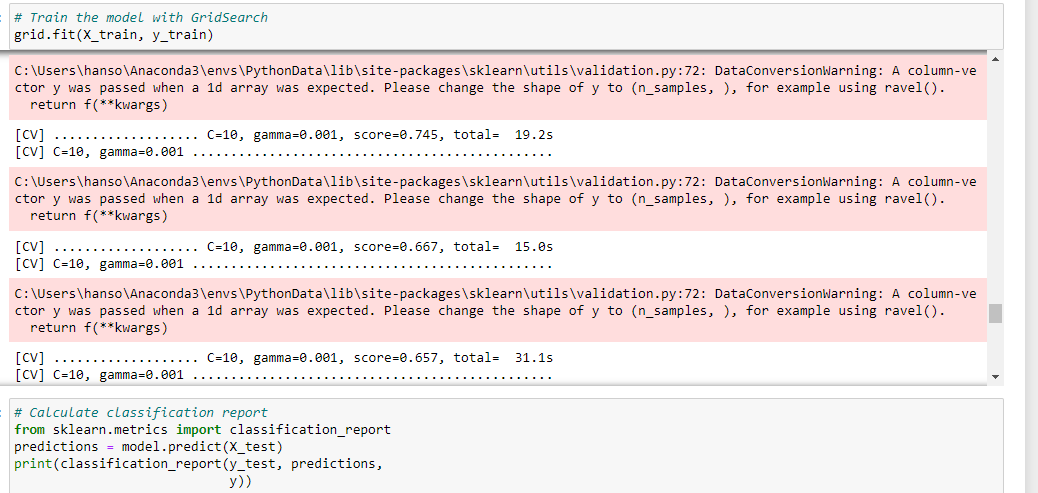 # Train the model with GridSearch
grid.fit(X_train, y_train)
C:\Users\hanso\Anaconda3\envs\PythonData\lib\site-packages\sklearn\utils\validation.py:72: DataConversionWarning: A column-ve
ctor y was passed when a 1d array was expected. Please change the shape of y to (n_samples, ), for example using ravel().
  return f(**kwargs)
[CV] ................... C=10, gamma=0.001, score=0.745, total=  19.2s
[CV] C=10, gamma=0.001 ...............................................
C:\Users\hanso\Anaconda3\envs\PythonData\lib\site-packages\sklearn\utils\validation.py:72: DataConversionWarning: A column-ve
ctor y was passed when a 1d array was expected. Please change the shape of y to (n_samples, ), for example using ravel().
  return f(**kwargs)
[CV] ................... C=10, gamma=0.001, score=0.667, total=  15.0s
[CV] C=10, gamma=0.001 ...............................................
C:\Users\hanso\Anaconda3\envs\PythonData\lib\site-packages\sklearn\utils\validation.py:72: DataConversionWarning: A column-ve
ctor y was passed when a 1d array was expected. Please change the shape of y to (n_samples, ), for example using ravel().
  return f(**kwargs)
[CV] ................... C=10, gamma=0.001, score=0.657, total=  31.1s
[CV] C=10, gamma=0.001 ...............................................
# Calculate classification report
from sklearn.metrics import classification_report
predictions = model.predict(X_test)
print(classification_report(y_test, predictions,
                            y))